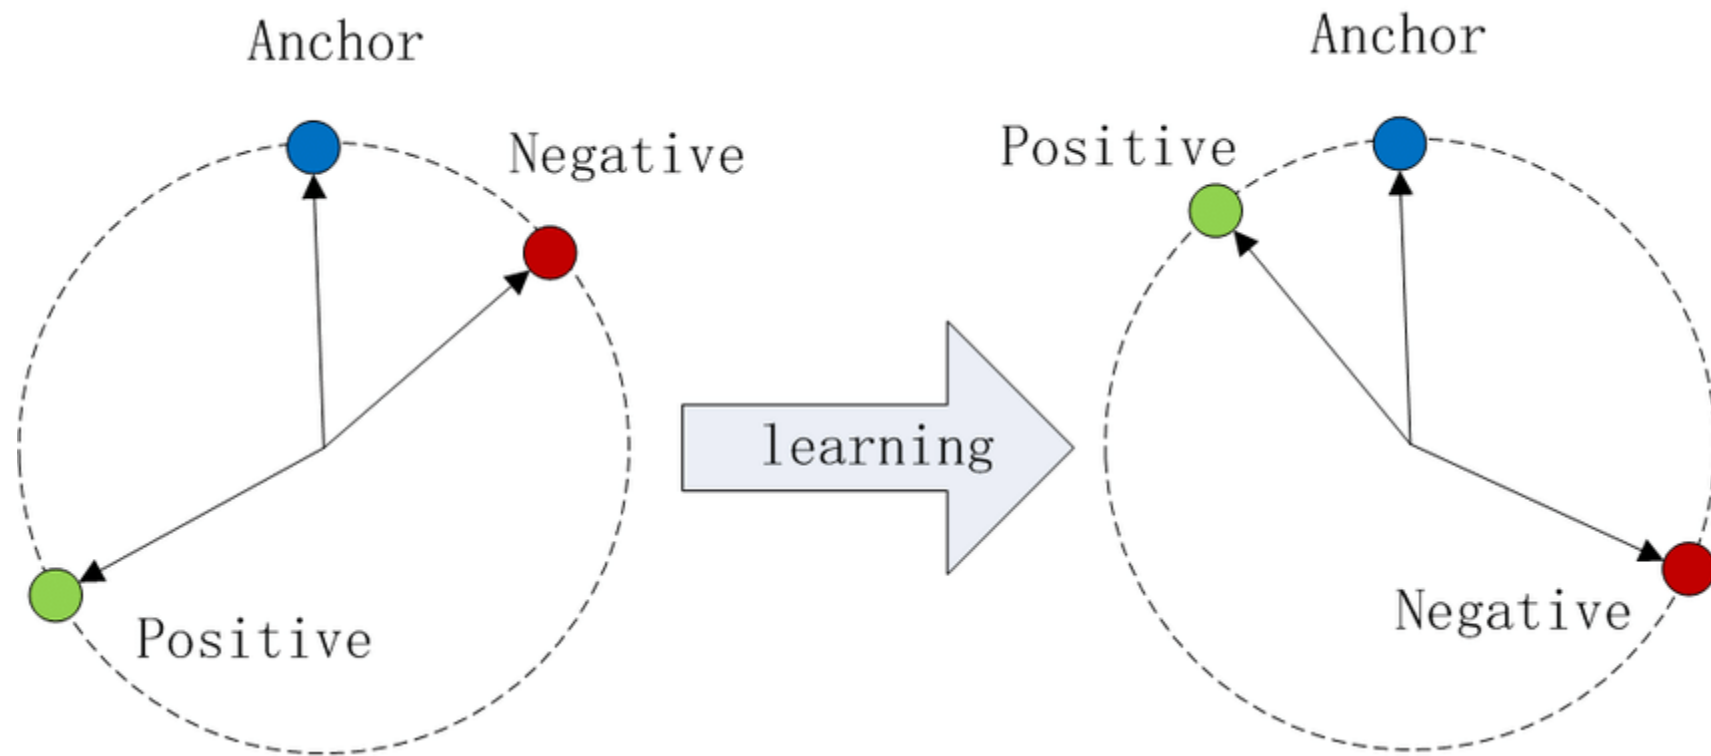 Anchor
Negative
Positive
learning
Anchor
Positive
Negative